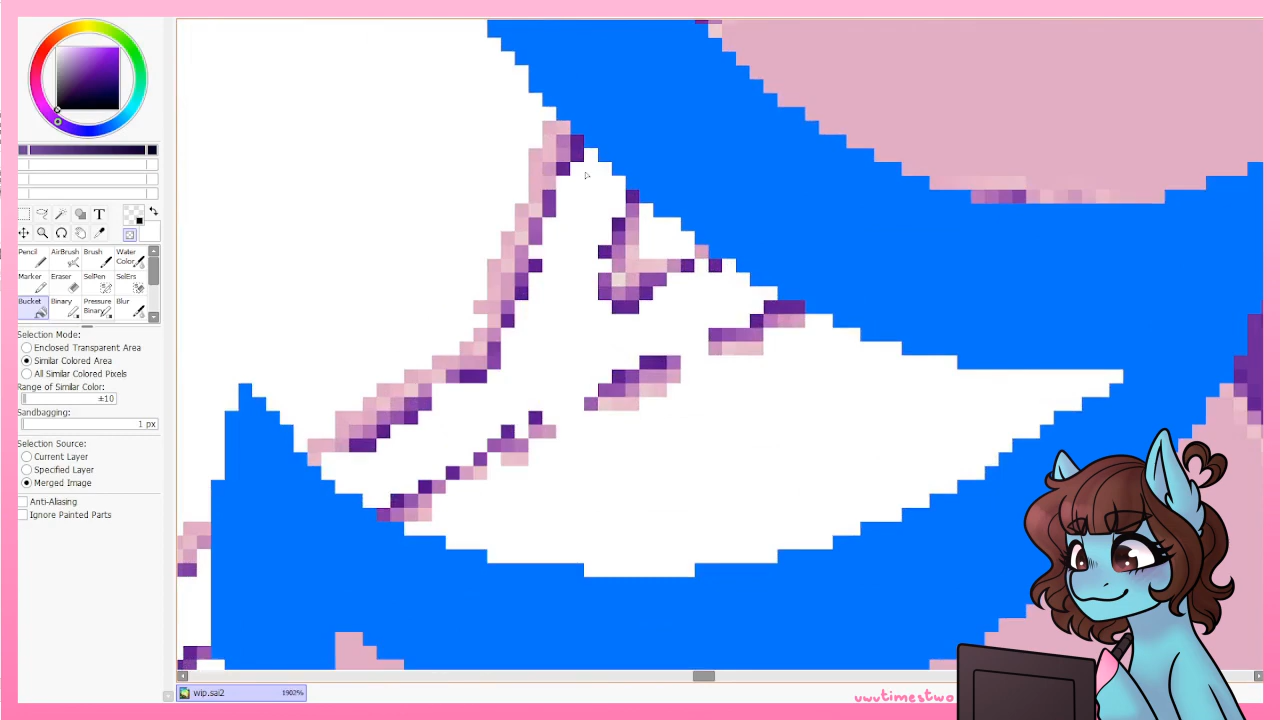 T
Pencil AirBrush Brush Water Color
Marker Eraser SelPen SelErs
Bucket Binary Pressure Binary Blur
Selection Mode:
Enclosed Transparent Area
Similar Colored Area
All Similar Colored Pixels
Range of Similar Color:
±10
Sandbagging:
1 px
Selection Source:
Current Layer
Specified Layer
Merged Image
Anti-Aliasing
Ignore Painted Parts
wip.sai2 1902%
uwutimestwo